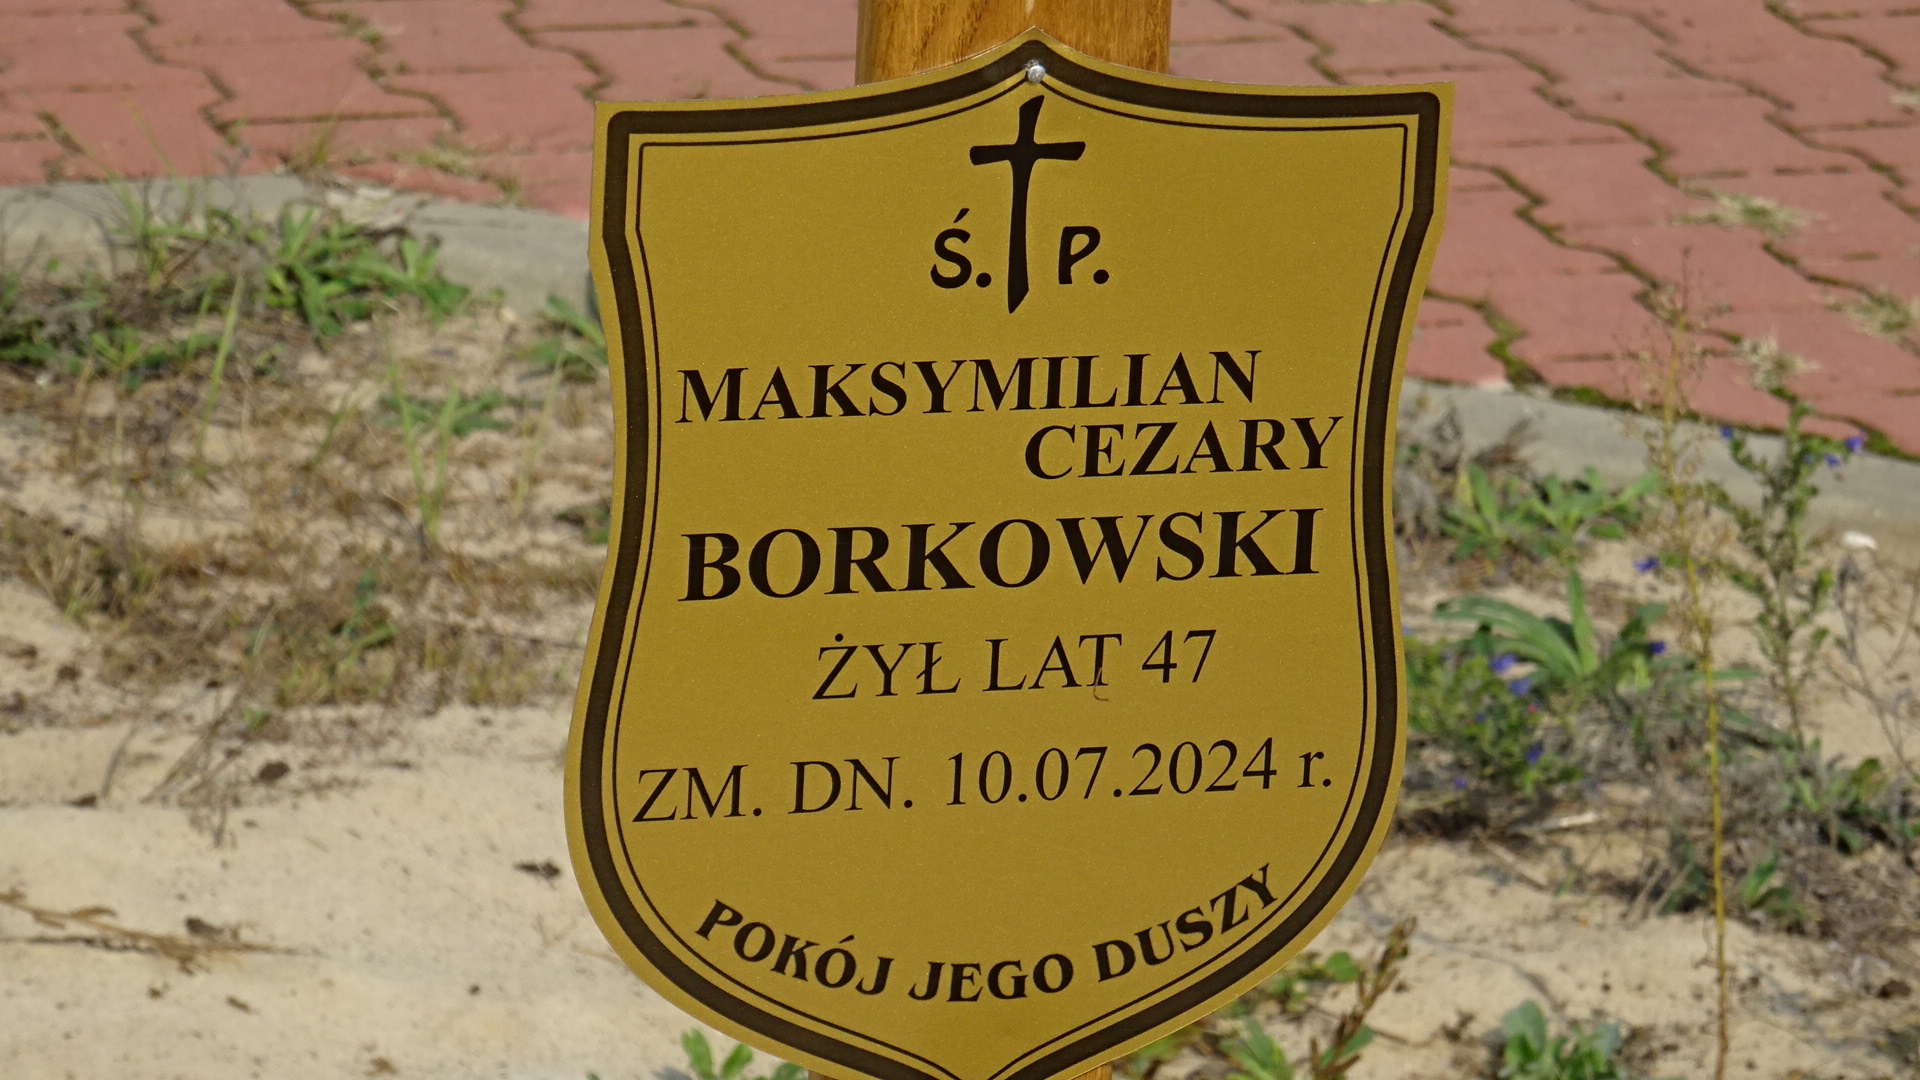 Ś. P.
MAKSYMILIAN
CEZARY
BORKOWSKI
ŻYŁ LAT 47
ZM. DN. 10.07.2024 r.
POKÓJ JEGO DUSZY